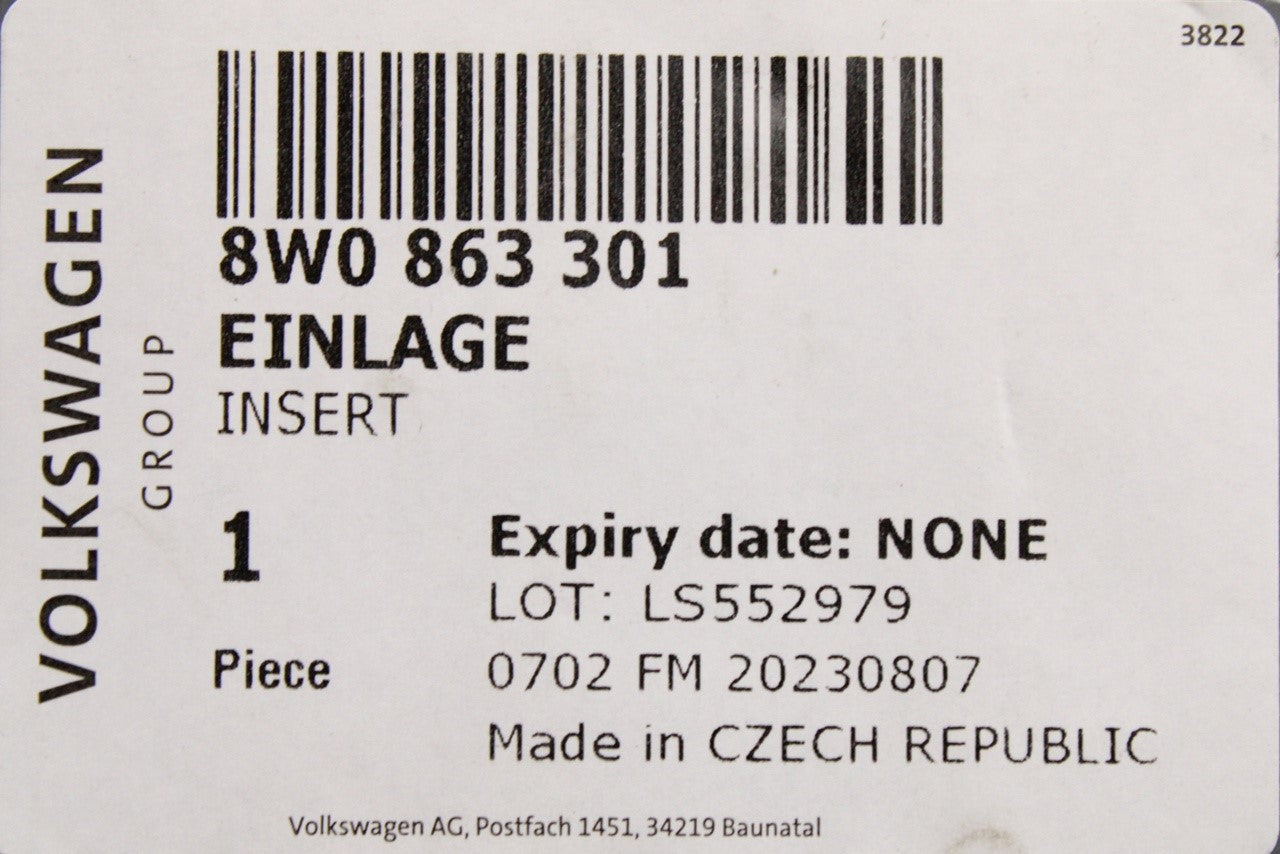 3822
VOLKSWAGEN
GROUP
8W0 863 301
EINLAGE
INSERT
1
Piece
Expiry date: NONE
LOT: LS552979
0702 FM 20230807
Made in CZECH REPUBLIC
Volkswagen AG, Postfach 1451, 34219 Baunatal